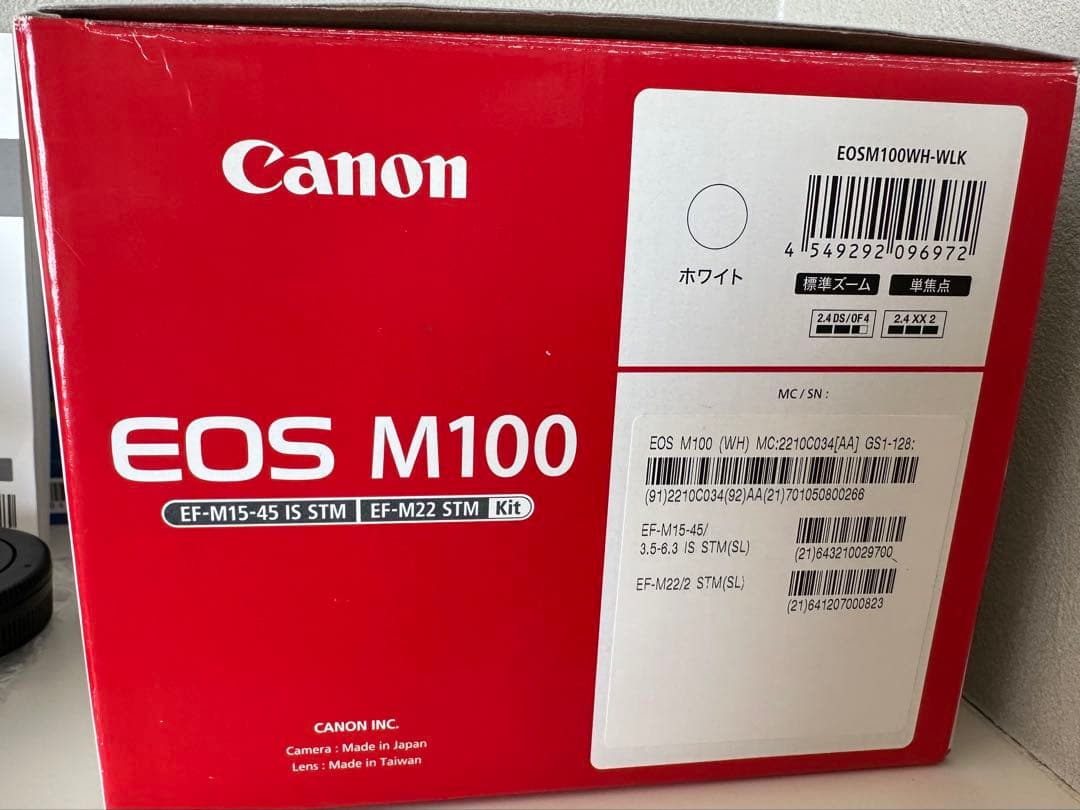 Canon
EOS M100
EF-M15-45 IS STM EF-M22 STM Kit
CANON INC.
Camera : Made in Japan
Lens : Made in Taiwan
EOSM100WH-WLK
4 549292 096972
ホワイト
標準ズーム 単焦点
2.4 DS/OF 4 2.4 XX 2
MC / SN :
EOS M100 (WH) MC:2210C034[AA] GS1-128:
(91)2210C034(92)AA(21)701050800266
EF-M15-45/
3.5-6.3 IS STM(SL)
(21)643210029700
EF-M22/2 STM(SL)
(21)641207000823